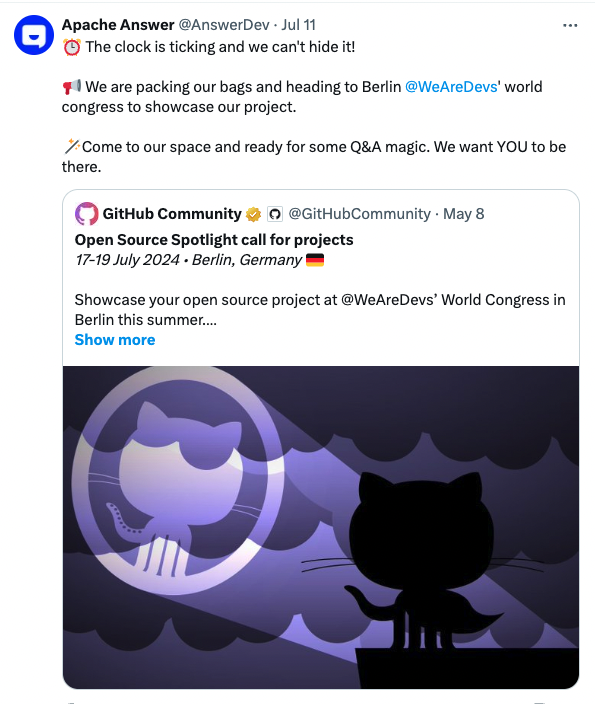 Apache Answer @AnswerDev · Jul 11
⏰ The clock is ticking and we can't hide it!
📢 We are packing our bags and heading to Berlin @WeAreDevs' world
congress to showcase our project.
🪄Come to our space and ready for some Q&A magic. We want YOU to be
there.
GitHub Community @GitHubCommunity · May 8
Open Source Spotlight call for projects
17-19 July 2024 • Berlin, Germany 🇩🇪
Showcase your open source project at @WeAreDevs’ World Congress in
Berlin this summer....
Show more